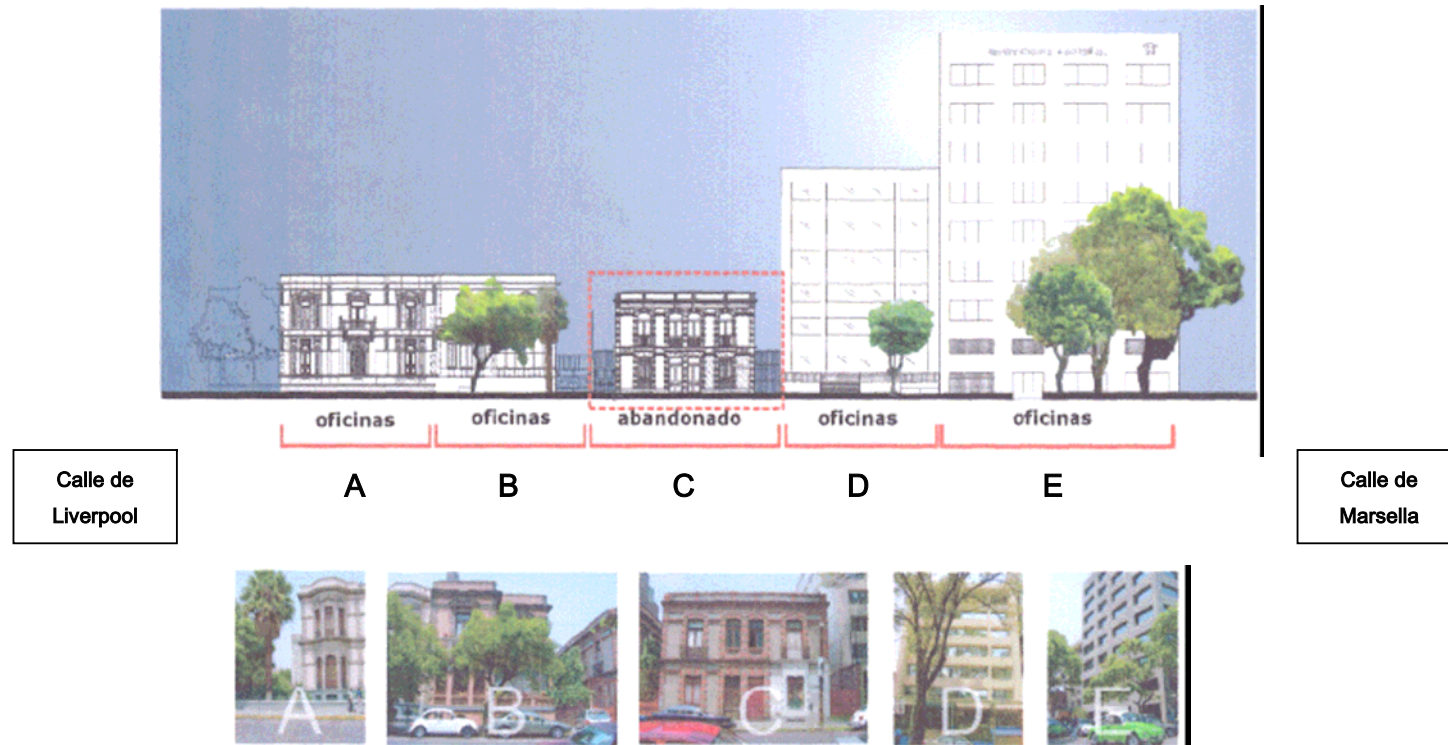 oficinas
oficinas
abandonado
oficinas
oficinas
A
B
C
D
E
Calle de
Liverpool
Calle de
Marsella
A
B
C
D
E